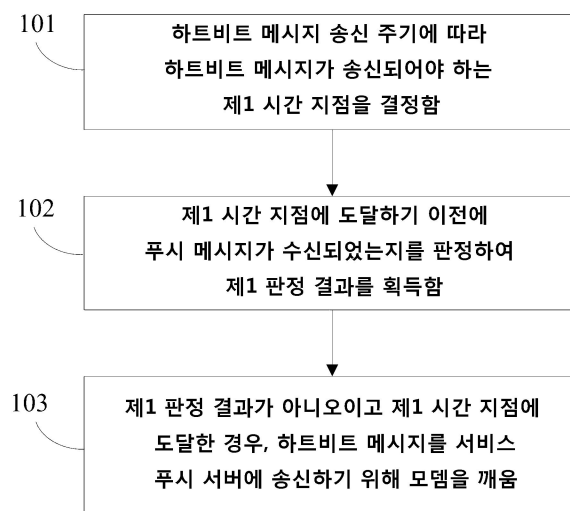 101
하트비트 메시지 송신 주기에 따라
하트비트 메시지가 송신되어야 하는
제1 시간 지점을 결정함
102
제1 시간 지점에 도달하기 이전에
푸시 메시지가 수신되었는지를 판정하여
제1 판정 결과를 획득함
103
제1 판정 결과가 아니오이고 제1 시간 지점에
도달한 경우, 하트비트 메시지를 서비스
푸시 서버에 송신하기 위해 모뎀을 깨움